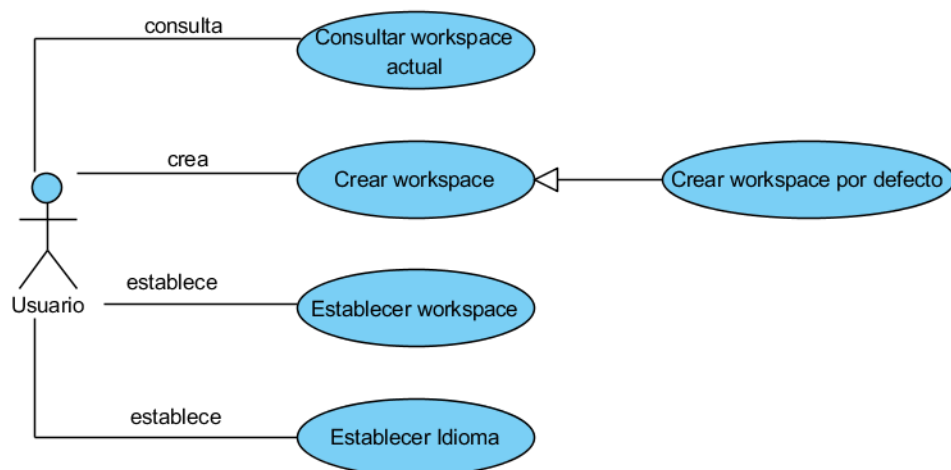 consulta
Consultar workspace
actual
crea
Crear workspace
Crear workspace por defecto
Usuario
establece
Establecer workspace
establece
Establecer Idioma